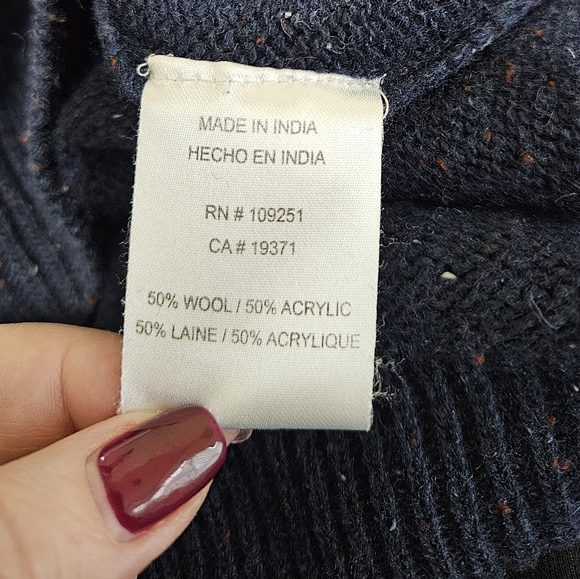 MADE IN INDIA
HECHO EN INDIA
RN # 109251
CA # 19371
50% WOOL / 50% ACRYLIC
50% LAINE / 50% ACRYLIQUE